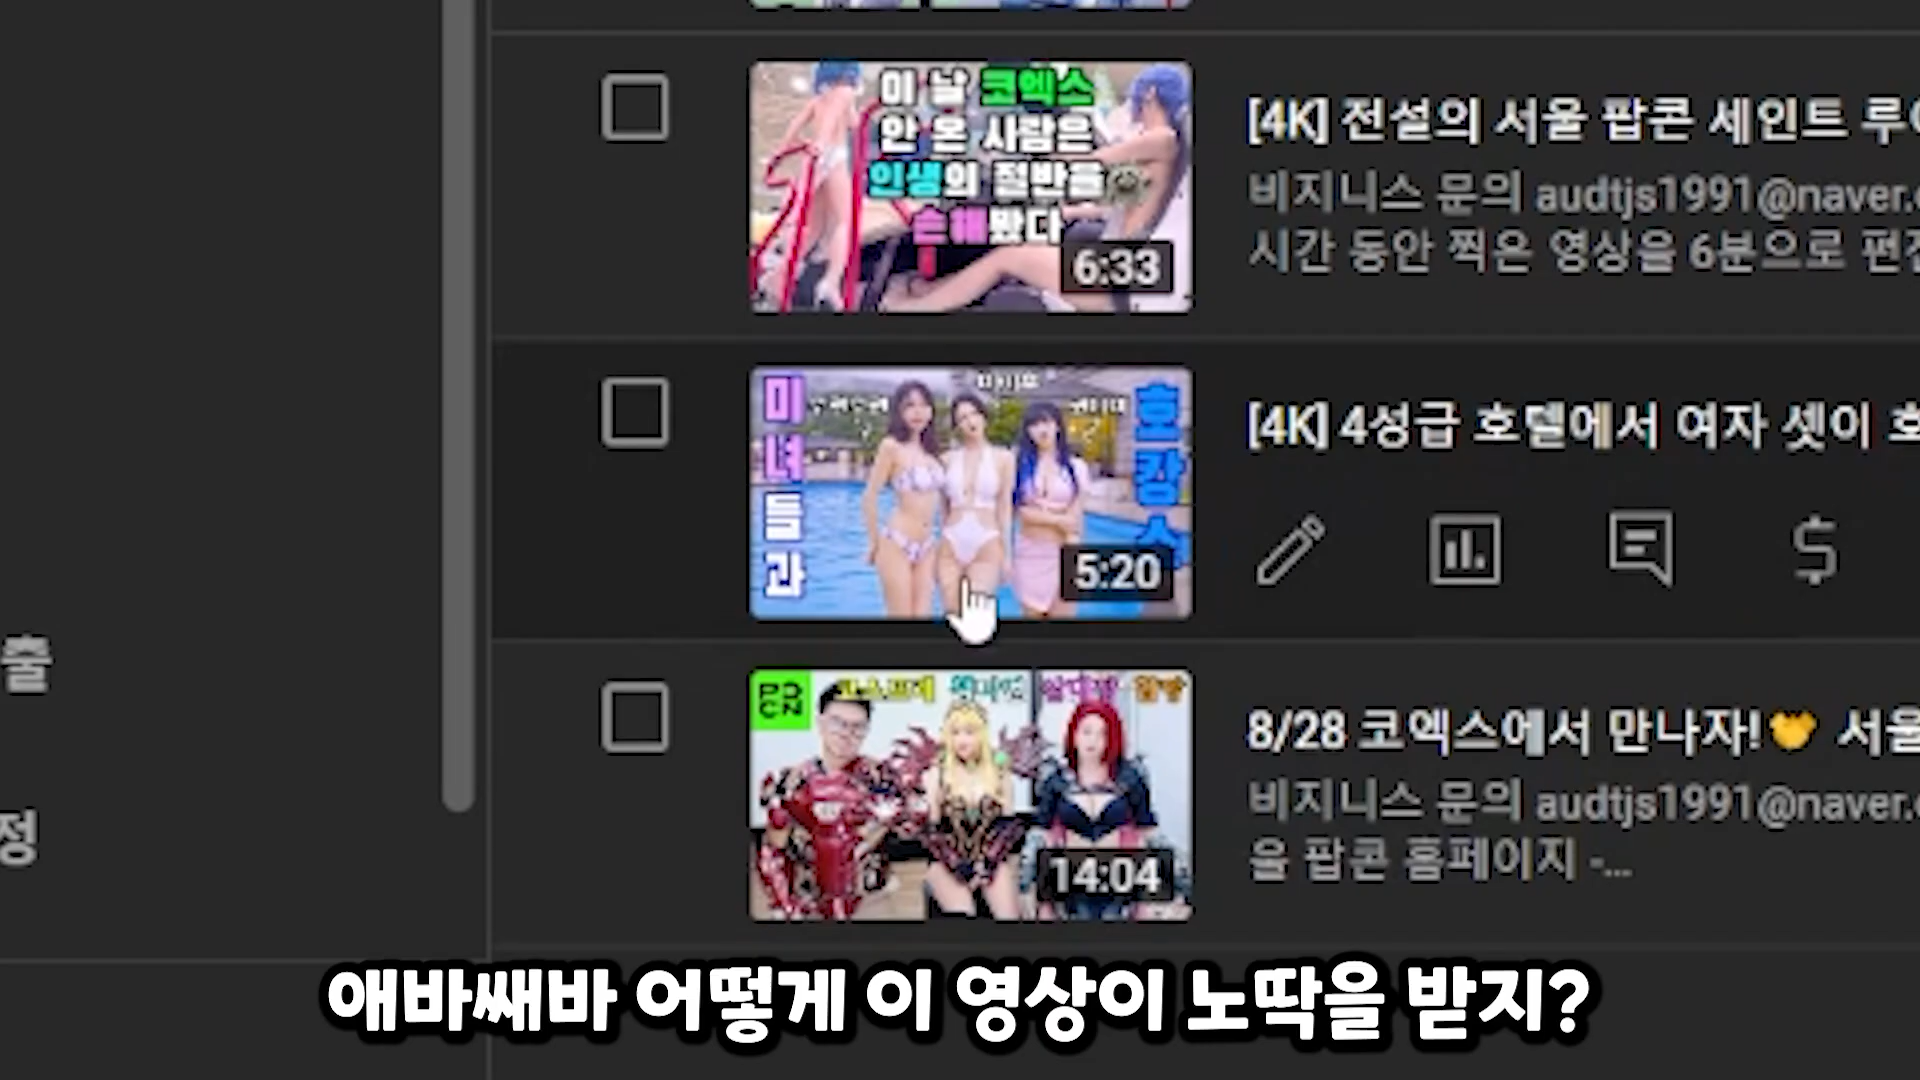 이 날 코엑스
안 온 사람은
인생의 절반을
손해봤다
6:33
[4K] 전설의 서울 팝콘 세인트 루
비지니스 문의 audtjs1991@naver.
시간 동안 찍은 영상을 6분으로 편
미녀들과
호캉스
5:20
[4K] 4성급 호텔에서 여자 셋이 호
출
정
14:04
8/28 코엑스에서 만나자! 서울
비지니스 문의 audtjs1991@naver.
울 팝콘 홈페이지 -...
애바쌔바 어떻게 이 영상이 노딱을 받지?